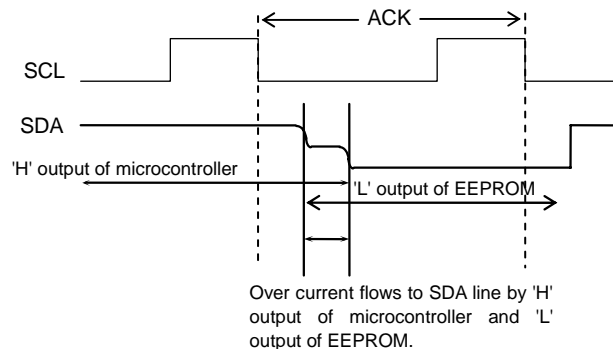 ACK
SCL
SDA
'H' output of microcontroller
'L' output of EEPROM
Over current flows to SDA line by 'H'
output of microcontroller and 'L'
output of EEPROM.